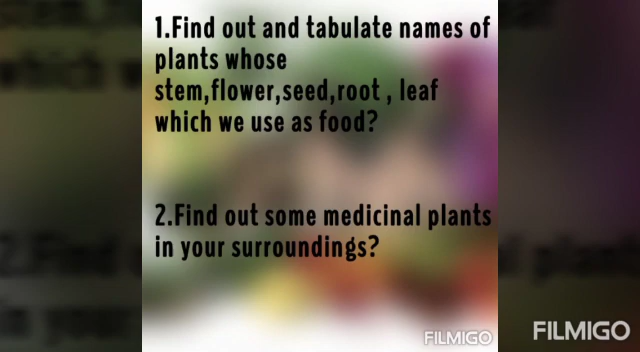 1.Find out and tabulate names of
plants whose
stem,flower,seed,root , leaf
which we use as food?
2.Find out some medicinal plants
in your surroundings?
FILMIGO
FILMIGO